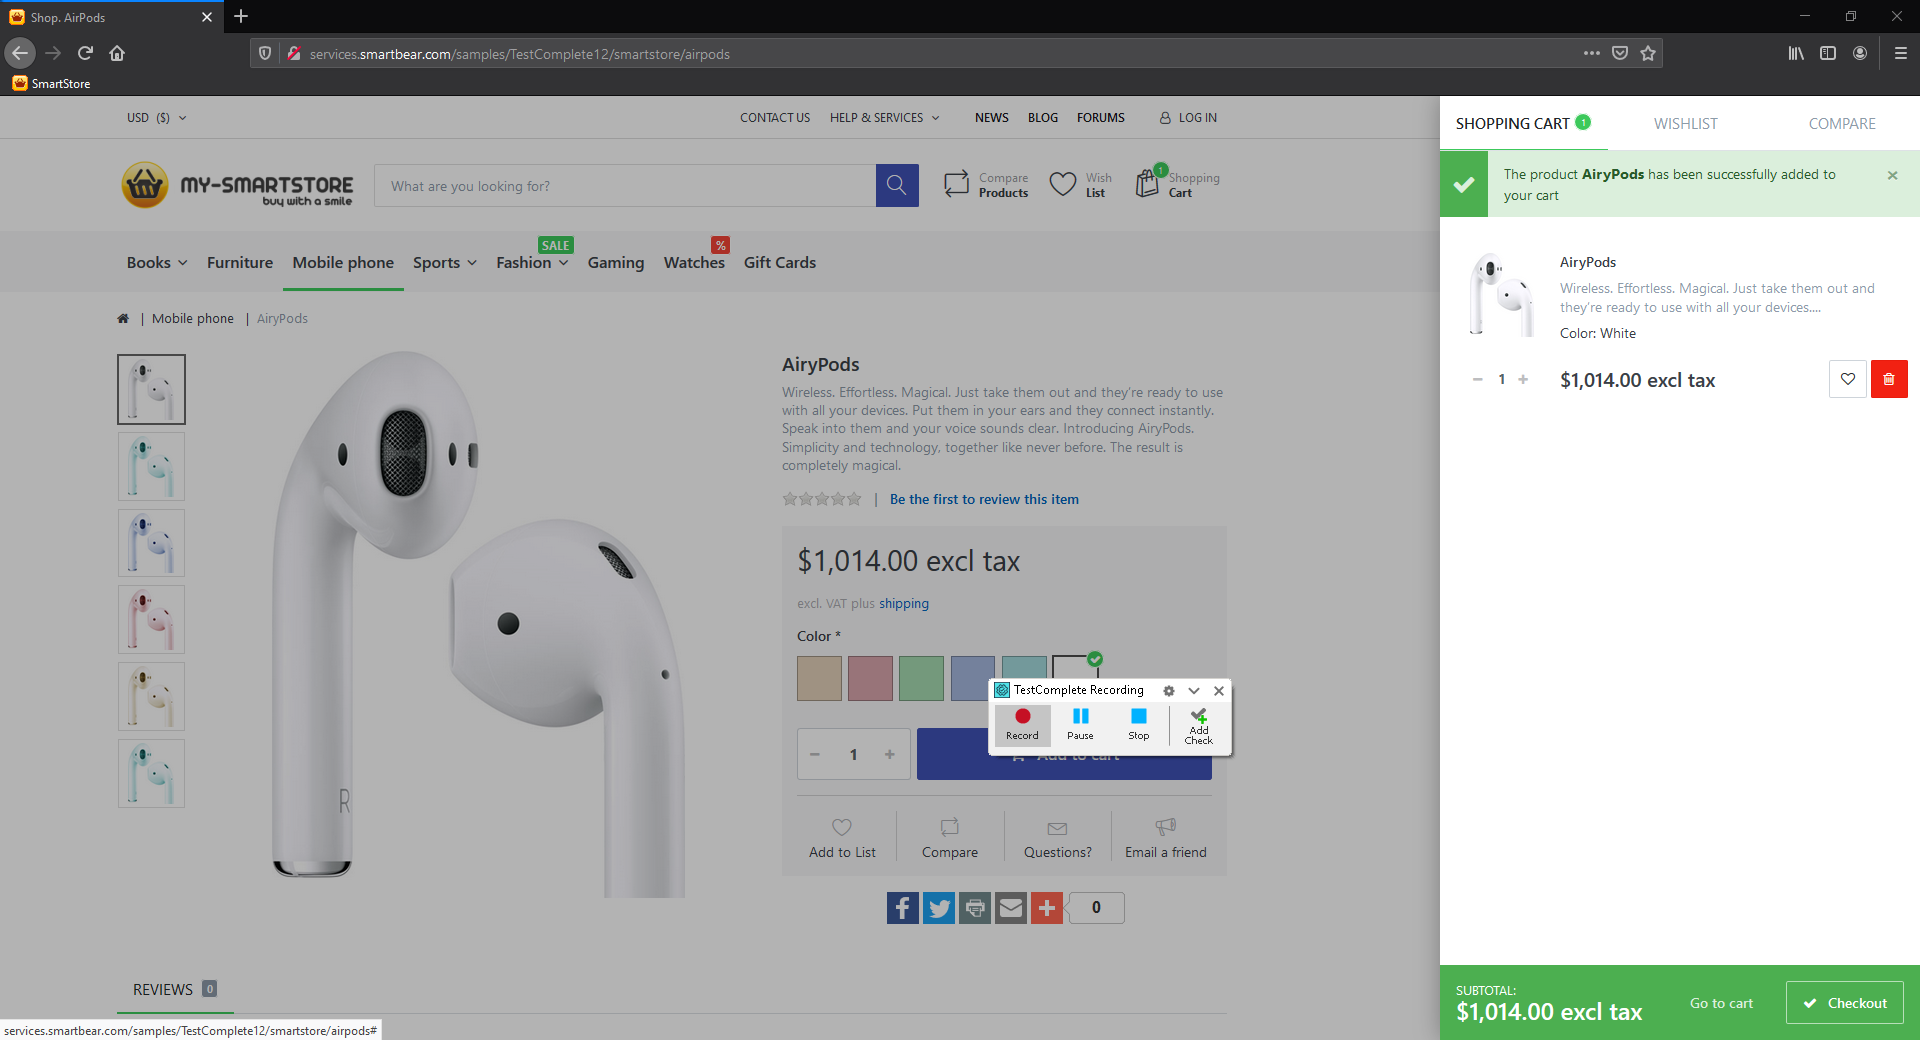 Shop. AirPods
services.smartbear.com/samples/TestComplete12/smartstore/airpods
SmartStore
USD ($)
CONTACT US
HELP & SERVICES
NEWS
BLOG
FORUMS
LOG IN
MY-SMARTSTORE
buy with a smile
What are you looking for?
Compare
Products
Wish
List
1
Shopping
Cart
SALE
%
Books
Furniture
Mobile phone
Sports
Fashion
Gaming
Watches
Gift Cards
Mobile phone | AiryPods
R
AiryPods
Wireless. Effortless. Magical. Just take them out and they're ready to use
with all your devices. Put them in your ears and they connect instantly.
Speak into them and your voice sounds clear. Introducing AiryPods.
Simplicity and technology, together like never before. The result is
completely magical.
| Be the first to review this item
$1,014.00 excl tax
excl. VAT plus shipping
Color *
TestComplete Recording
Record
Pause
Stop
Add
Check
1
Add to cart
Add to List
Compare
Questions?
Email a friend
0
REVIEWS 0
services.smartbear.com/samples/TestComplete12/smartstore/airpods#
SHOPPING CART 1
WISHLIST
COMPARE
The product AiryPods has been successfully added to
your cart
AiryPods
Wireless. Effortless. Magical. Just take them out and
they're ready to use with all your devices....
Color: White
1
$1,014.00 excl tax
SUBTOTAL:
$1,014.00 excl tax
Go to cart
Checkout